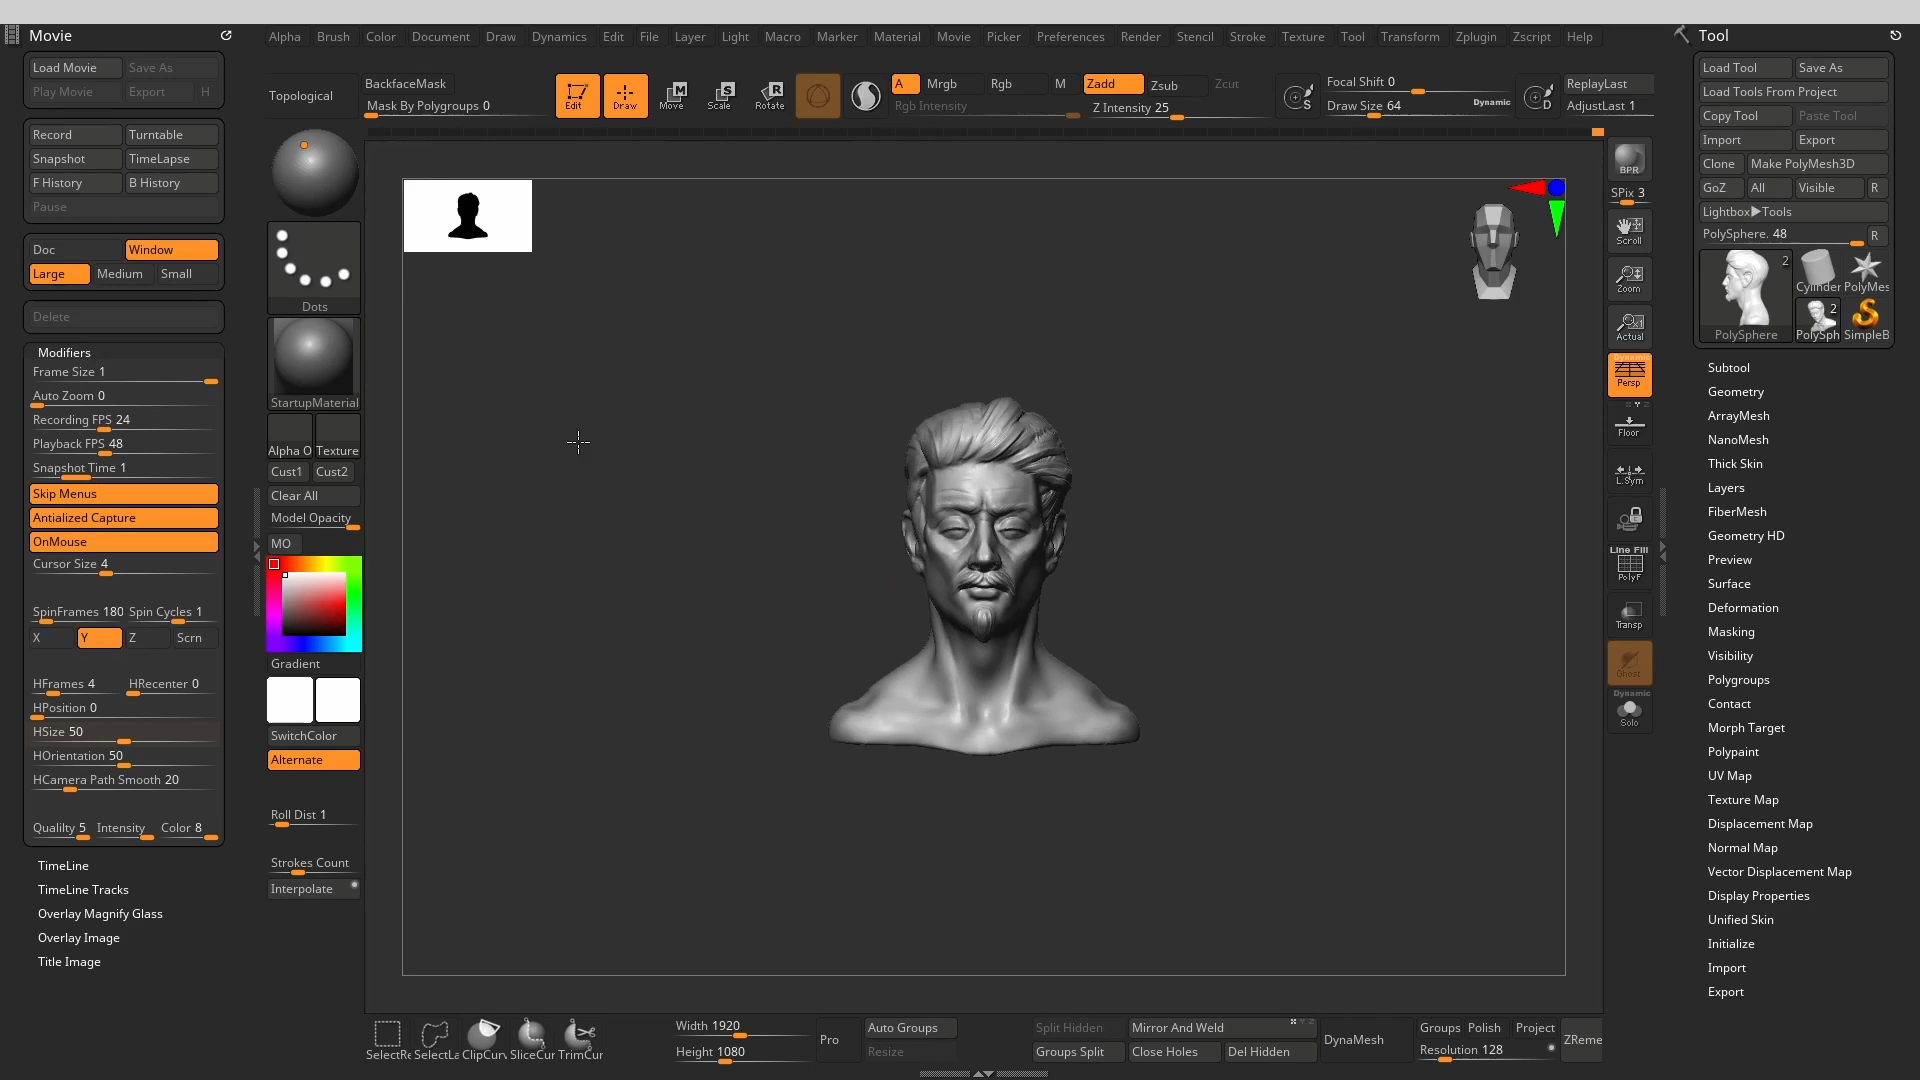 Movie
Load Movie Save As
Play Movie Export H
Record Turntable
Snapshot TimeLapse
F History B History
Pause
Doc Window
Large Medium Small
Delete
Modifiers
Frame Size 1
Auto Zoom 0
Recording FPS 24
Playback FPS 48
Snapshot Time 1
Skip Menus
Antialized Capture
OnMouse
Cursor Size 4
SpinFrames 180 Spin Cycles 1
X Y Z Scrn
HFrames 4 HRecenter 0
HPosition 0
HSize 50
HOrientation 50
HCamera Path Smooth 20
Qualilty 5 Intensity Color 8
TimeLine
TimeLine Tracks
Overlay Magnify Glass
Overlay Image
Title Image
Alpha Brush Color Document Draw Dynamics Edit File Layer Light Macro Marker Material Movie Picker Preferences Render Stencil Stroke Texture Tool Transform Zplugin Zscript Help
Topological
BackfaceMask
Mask By Polygroups 0
Edit Draw Move Scale Rotate
M S R
A Mrgb Rgb M Zadd Zsub Zcut
Rgb Intensity Z Intensity 25
S
Focal Shift 0
Draw Size 64 Dynamic
D
ReplayLast
AdjustLast 1
Dots
StartupMaterial
Alpha O Texture
Cust1 Cust2
Clear All
Model Opacity
MO
Gradient
SwitchColor
Alternate
Roll Dist 1
Strokes Count
Interpolate
BPR
SPix 3
Scroll
Zoom
Actual
Dynamic
Persp
Floor
L.Sym
Line Fill
PolyF
Transp
Ghost
Dynamic
Solo
Tool
Load Tool Save As
Load Tools From Project
Copy Tool Paste Tool
Import Export
Clone Make PolyMesh3D
GoZ All Visible R
Lightbox▶Tools
PolySphere. 48 R
2
Cylinder PolyMes
2
PolySphere PolySph SimpleB
Subtool
Geometry
ArrayMesh
NanoMesh
Thick Skin
Layers
FiberMesh
Geometry HD
Preview
Surface
Deformation
Masking
Visibility
Polygroups
Contact
Morph Target
Polypaint
UV Map
Texture Map
Displacement Map
Normal Map
Vector Displacement Map
Display Properties
Unified Skin
Initialize
Import
Export
SelectRe SelectLa ClipCurv SliceCur TrimCur
Width 1920
Height 1080
Pro
Auto Groups
Resize
Split Hidden Mirror And Weld
Groups Split Close Holes Del Hidden
DynaMesh
Groups Polish Project
Resolution 128
ZReme